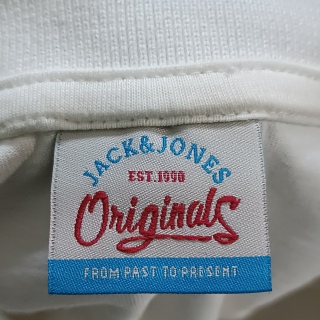 JACK&JONES
EST.1990
Originals
FROM PAST TO PRESENT